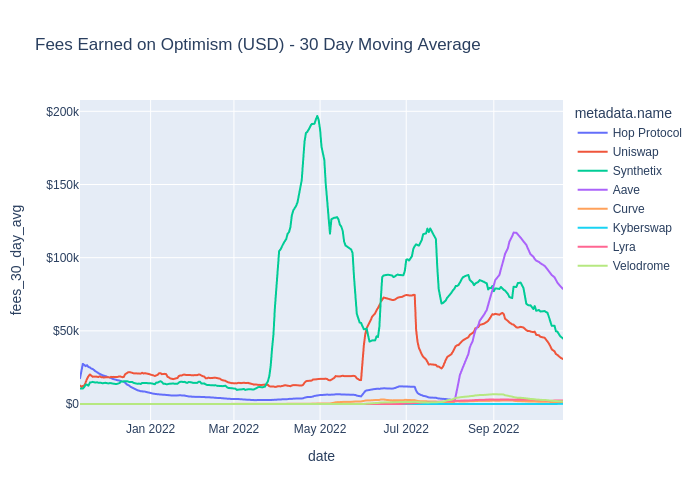 Fees Earned on Optimism (USD) - 30 Day Moving Average
metadata.name
Hop Protocol
Uniswap
Synthetix
Aave
Curve
Kyberswap
Lyra
Velodrome
fees_30_day_avg
$200k
$150k
$100k
$50k
$0
Jan 2022
Mar 2022
May 2022
Jul 2022
Sep 2022
date